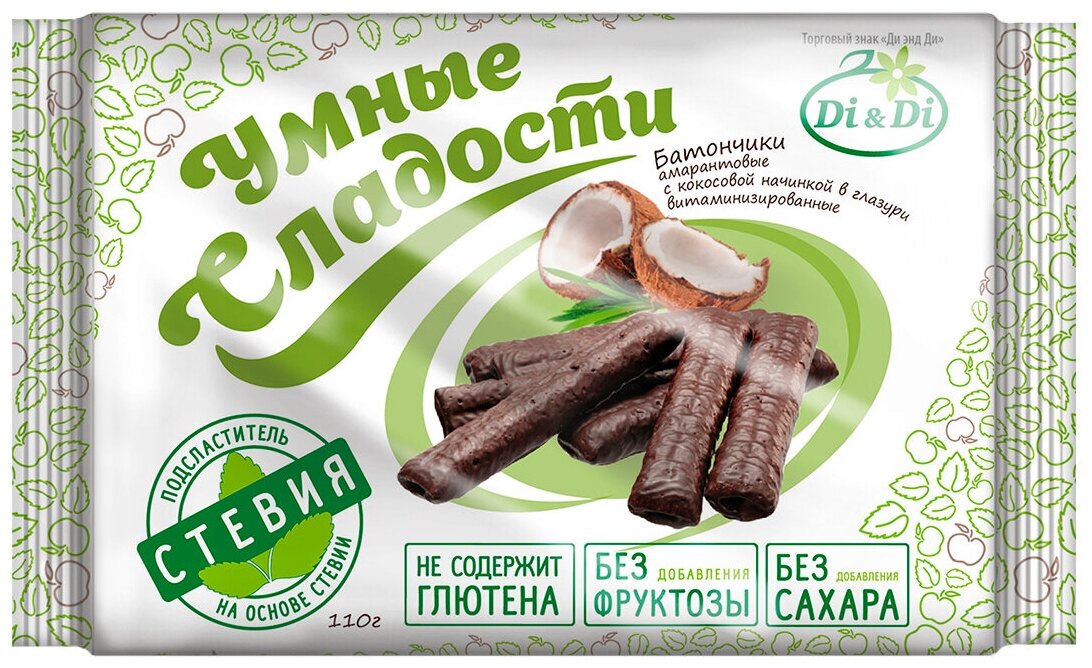 Торговый знак «Ди энд Ди»
Di & Di
умные
сладости
Батончики
амарантовые
с кокосовой начинкой в глазури
витаминизированные
ПОДСЛАСТИТЕЛЬ
СТЕВИЯ
НА ОСНОВЕ СТЕВИИ
110г
НЕ СОДЕРЖИТ
ГЛЮТЕНА
БЕЗ ДОБАВЛЕНИЯ
ФРУКТОЗЫ
БЕЗ ДОБАВЛЕНИЯ
САХАРА